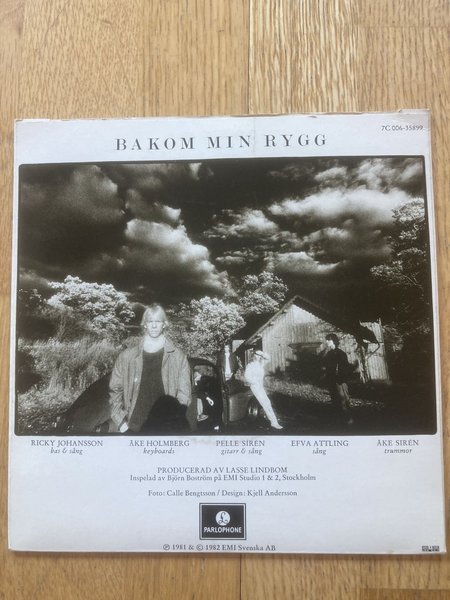 7C 006-35899
BAKOM MIN RYGG
RICKY JOHANSSON ÅKE HOLMBERG PELLE SIRÉN EFVA ATTLING ÅKE SIRÉN
bas & sång keyboards gitarr & sång sång trummor
PRODUCERAD AV LASSE LINDBOM
Inspelad av Björn Boström på EMI Studio 1 & 2, Stockholm
Foto: Calle Bengtsson / Design: Kjell Andersson
PARLOPHONE
℗ 1981 & © 1982 EMI Svenska AB